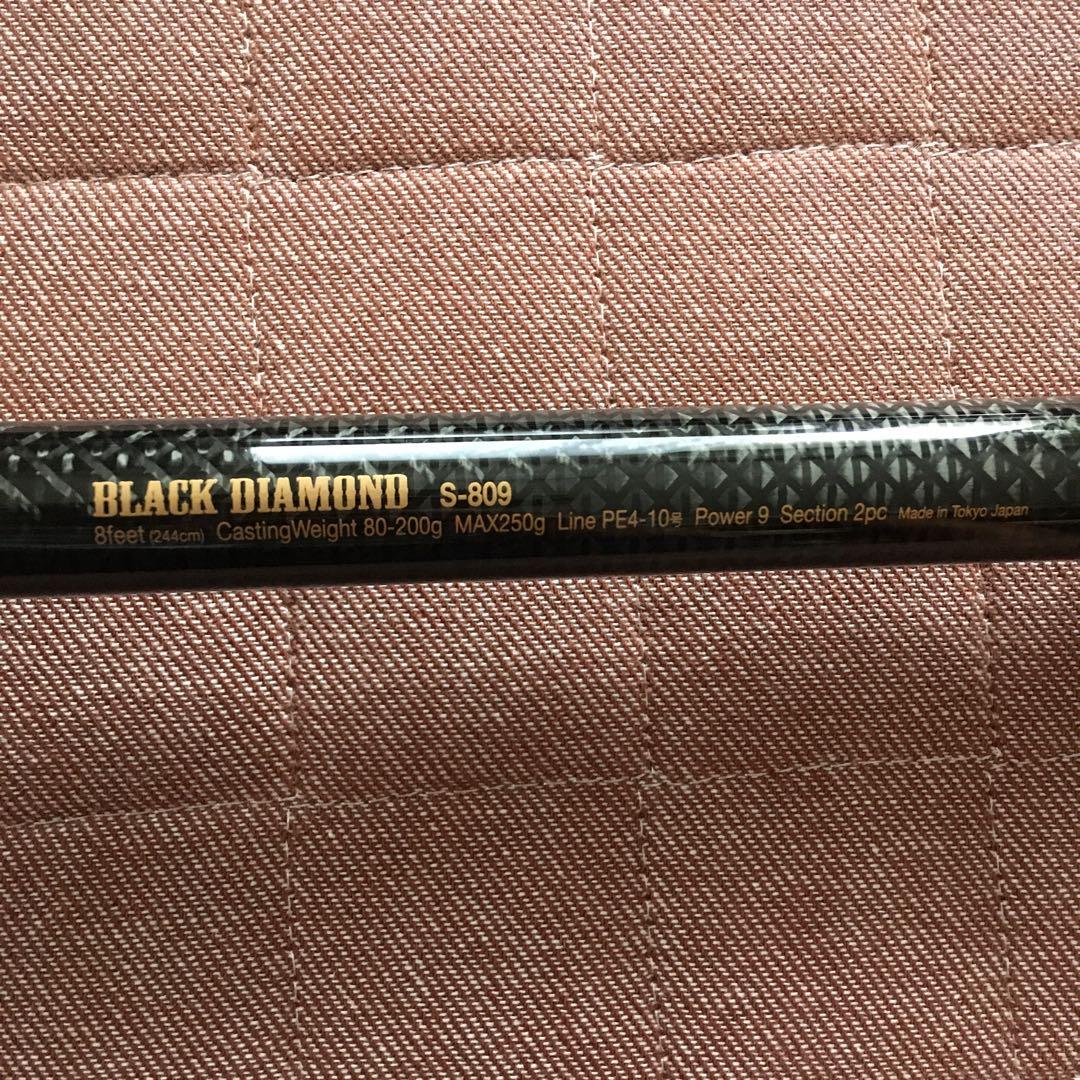 BLACK DIAMOND S-809
8feet (244cm) CastingWeight 80-200g MAX250g Line PE4-10号 Power 9 Section 2pc Made in Tokyo Japan